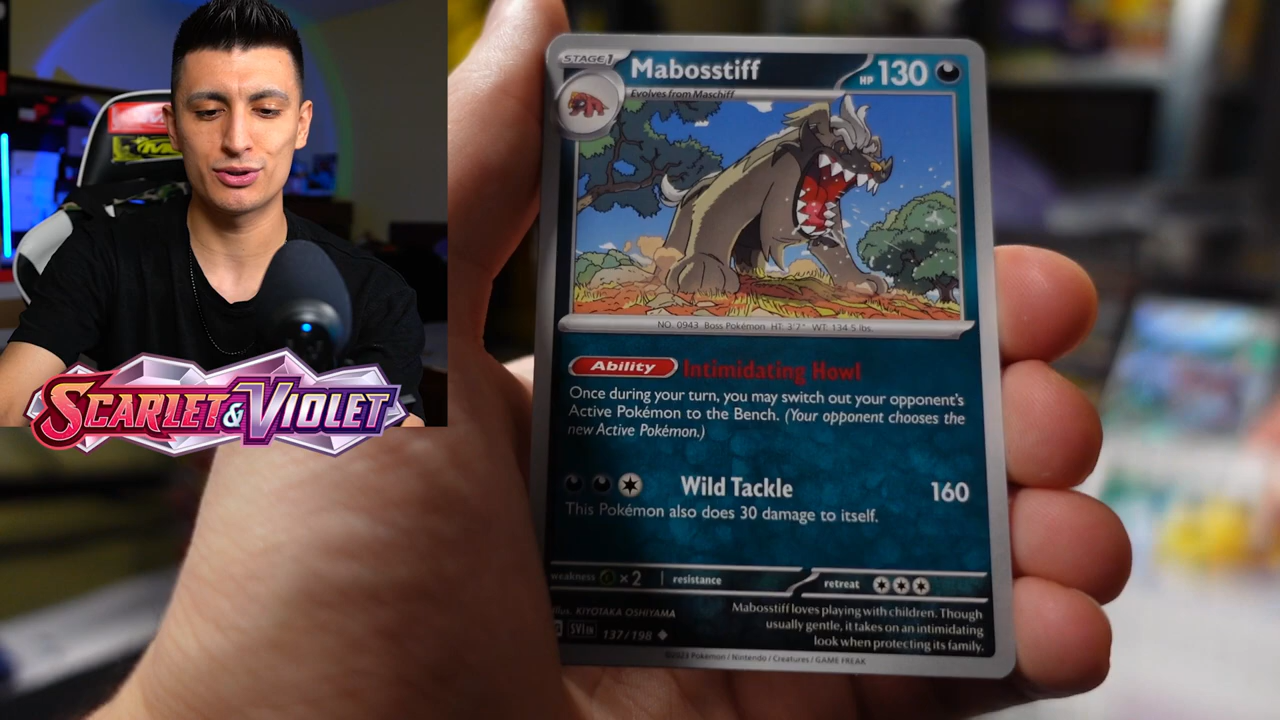 SCARLET & VIOLET
STAGE 1
Mabosstiff
HP 130
Evolves from Maschiff
NO. 0943 Boss Pokémon HT: 3'7" WT: 134.5 lbs.
Ability Intimidating Howl
Once during your turn, you may switch out your opponent's
Active Pokémon to the Bench. (Your opponent chooses the
new Active Pokémon.)
Wild Tackle 160
This Pokémon also does 30 damage to itself.
weakness ×2 resistance retreat
Illus. KIYOTAKA OSHIYAMA
SVI EN 137/198
Mabosstiff loves playing with children. Though
usually gentle, it takes on an intimidating
look when protecting its family.
©2023 Pokémon / Nintendo / Creatures / GAME FREAK